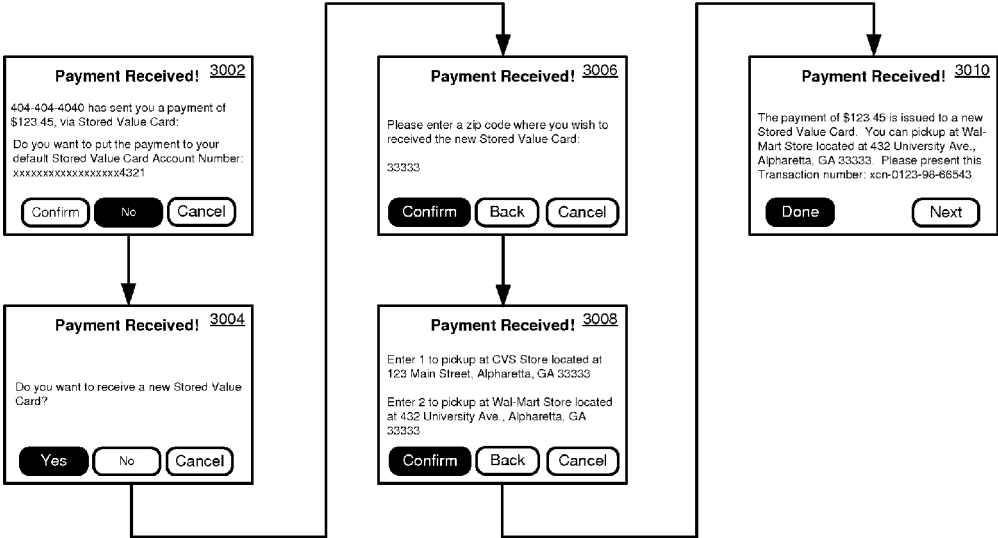 Payment Received! 3002
404-404-4040 has sent you a payment of
$123.45, via Stored Value Card:
Do you want to put the payment to your
default Stored Value Card Account Number:
xxxxxxxxxxxxxxxxxx4321
Confirm No Cancel
Payment Received! 3004
Do you want to receive a new Stored Value
Card?
Yes No Cancel
Payment Received! 3006
Please enter a zip code where you wish to
received the new Stored Value Card:
33333
Confirm Back Cancel
Payment Received! 3008
Enter 1 to pickup at CVS Store located at
123 Main Street, Alpharetta, GA 33333
Enter 2 to pickup at Wal-Mart Store located
at 432 University Ave., Alpharetta, GA
33333
Confirm Back Cancel
Payment Received! 3010
The payment of $123.45 is issued to a new
Stored Value Card. You can pickup at Wal-
Mart Store located at 432 University Ave.,
Alpharetta, GA 33333. Please present this
Transaction number: xcn-0123-98-66543.
Done Next